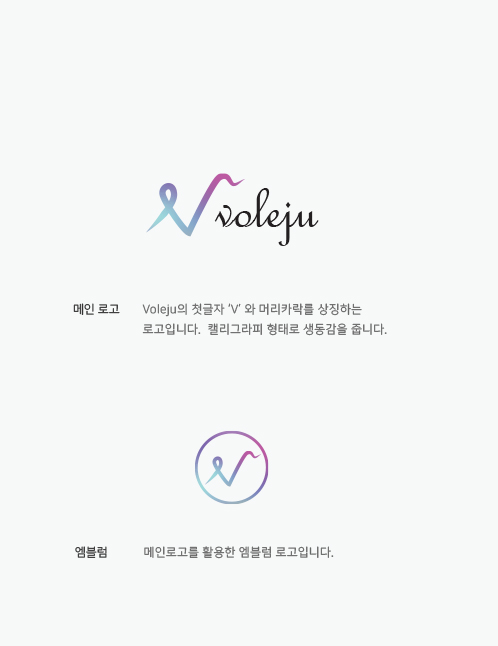 voleju
메인 로고
Voleju의 첫글자 ‘V’ 와 머리카락를 상징하는
로고입니다.  캘리그라피 형태로 생동감을 줍니다.
엠블럼
메인로고를 활용한 엠블럼 로고입니다.